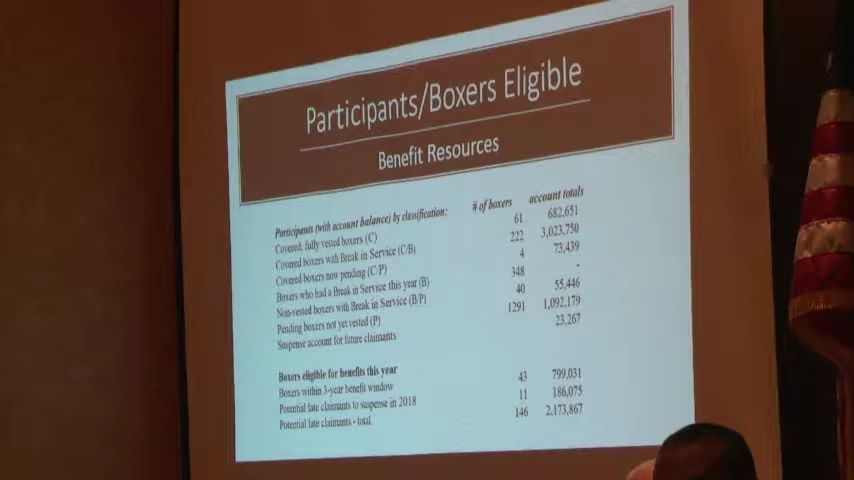 Participants/Boxers Eligible
Benefit Resources
Participants (with account balance) by classification: # of boxers account totals
Covered, fully vested boxers (C) 61 682,651
Covered boxers with Break in Service (C/B) 222 3,023,750
Covered boxers now pending (C/P) 4 73,439
Boxers who had a Break in Service this year (B) 348 -
Non-vested boxers with Break in Service (B/P) 40 55,446
Pending boxers not yet vested (P) 1291 1,092,179
Suspense account for future claimants 23,267
Boxers eligible for benefits this year
Boxers within 3-year benefit window 43 799,031
Potential late claimants to suspense in 2018 11 186,075
Potential late claimants - total 146 2,173,867